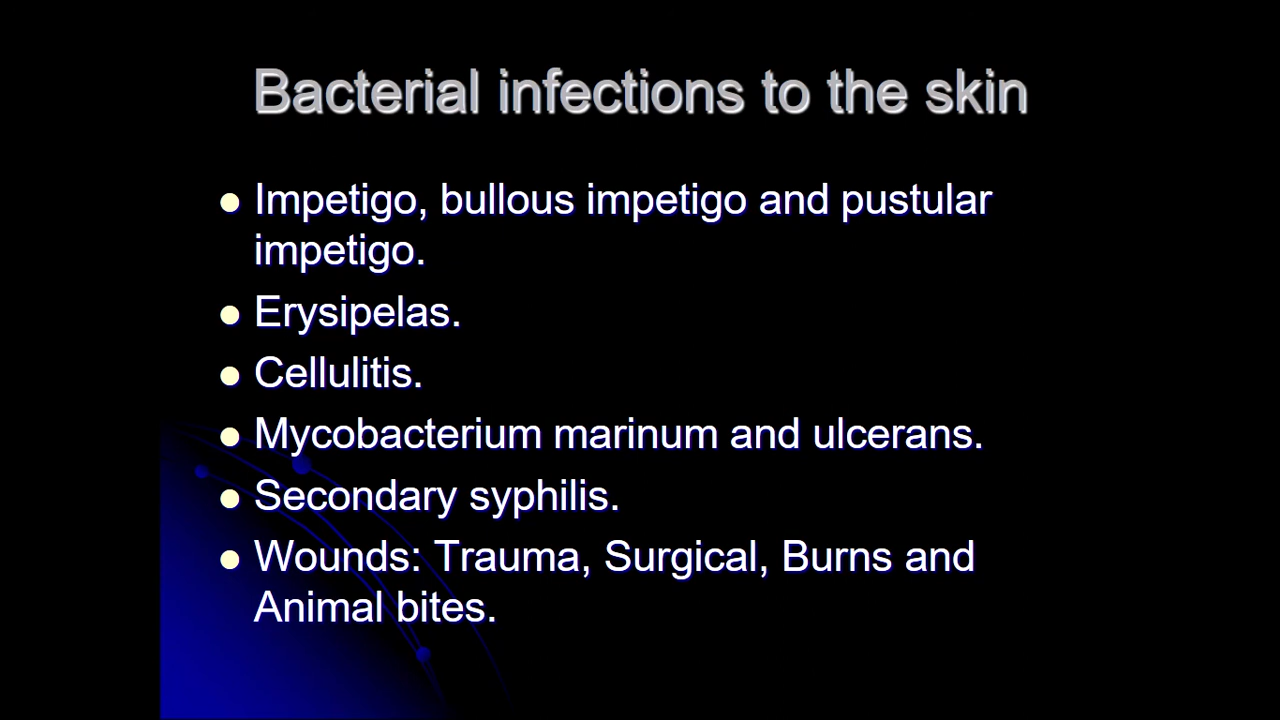 Bacterial infections to the skin
Impetigo, bullous impetigo and pustular
impetigo.
Erysipelas.
Cellulitis.
Mycobacterium marinum and ulcerans.
Secondary syphilis.
Wounds: Trauma, Surgical, Burns and
Animal bites.